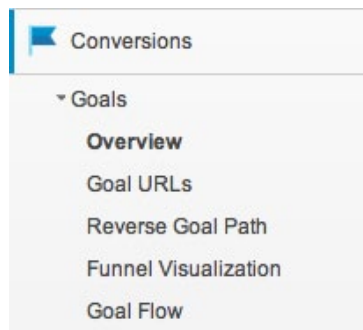 Conversions
Goals
Overview
Goal URLs
Reverse Goal Path
Funnel Visualization
Goal Flow